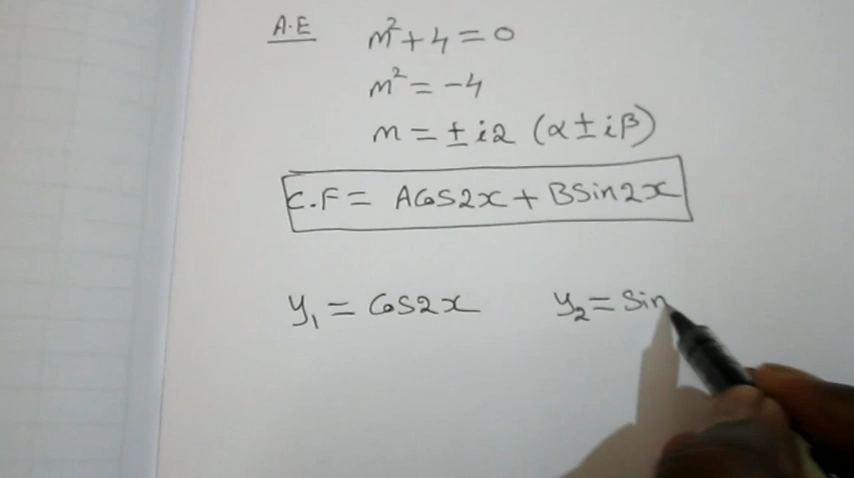 A.E m² + 4 = 0
m² = -4
m = ± i2 (α ± iβ)
C.F = ACos2x + BSin2x
y₁ = Cos2x y₂ = Sin